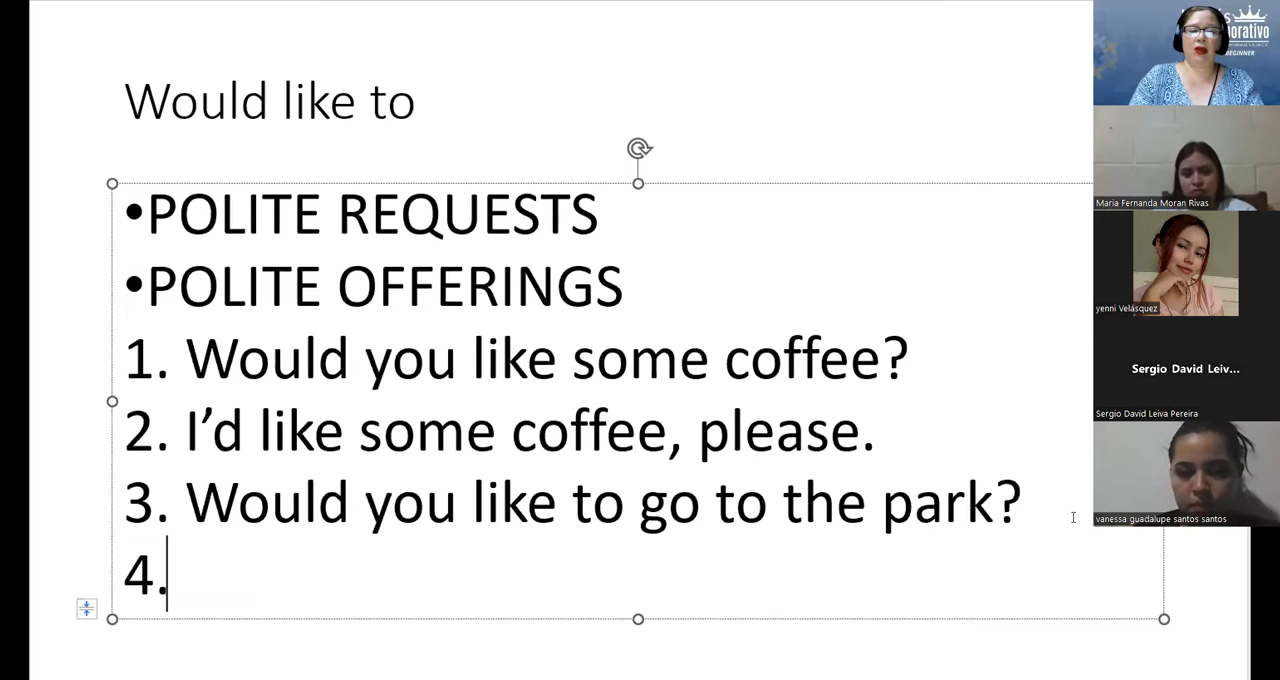 Would like to
•POLITE REQUESTS
•POLITE OFFERINGS
1. Would you like some coffee?
2. I’d like some coffee, please.
3. Would you like to go to the park?
4.
BEGINNER
Maria Fernanda Moran Rivas
yenni Velásquez
Sergio David Leiv...
Sergio David Leiva Pereira
vanessa guadalupe santos santos